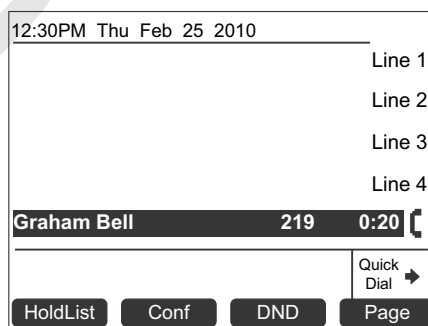 12:30PM Thu Feb 25 2010
Line 1
Line 2
Line 3
Line 4
Graham Bell 219 0:20
Quick
Dial
HoldList Conf DND Page